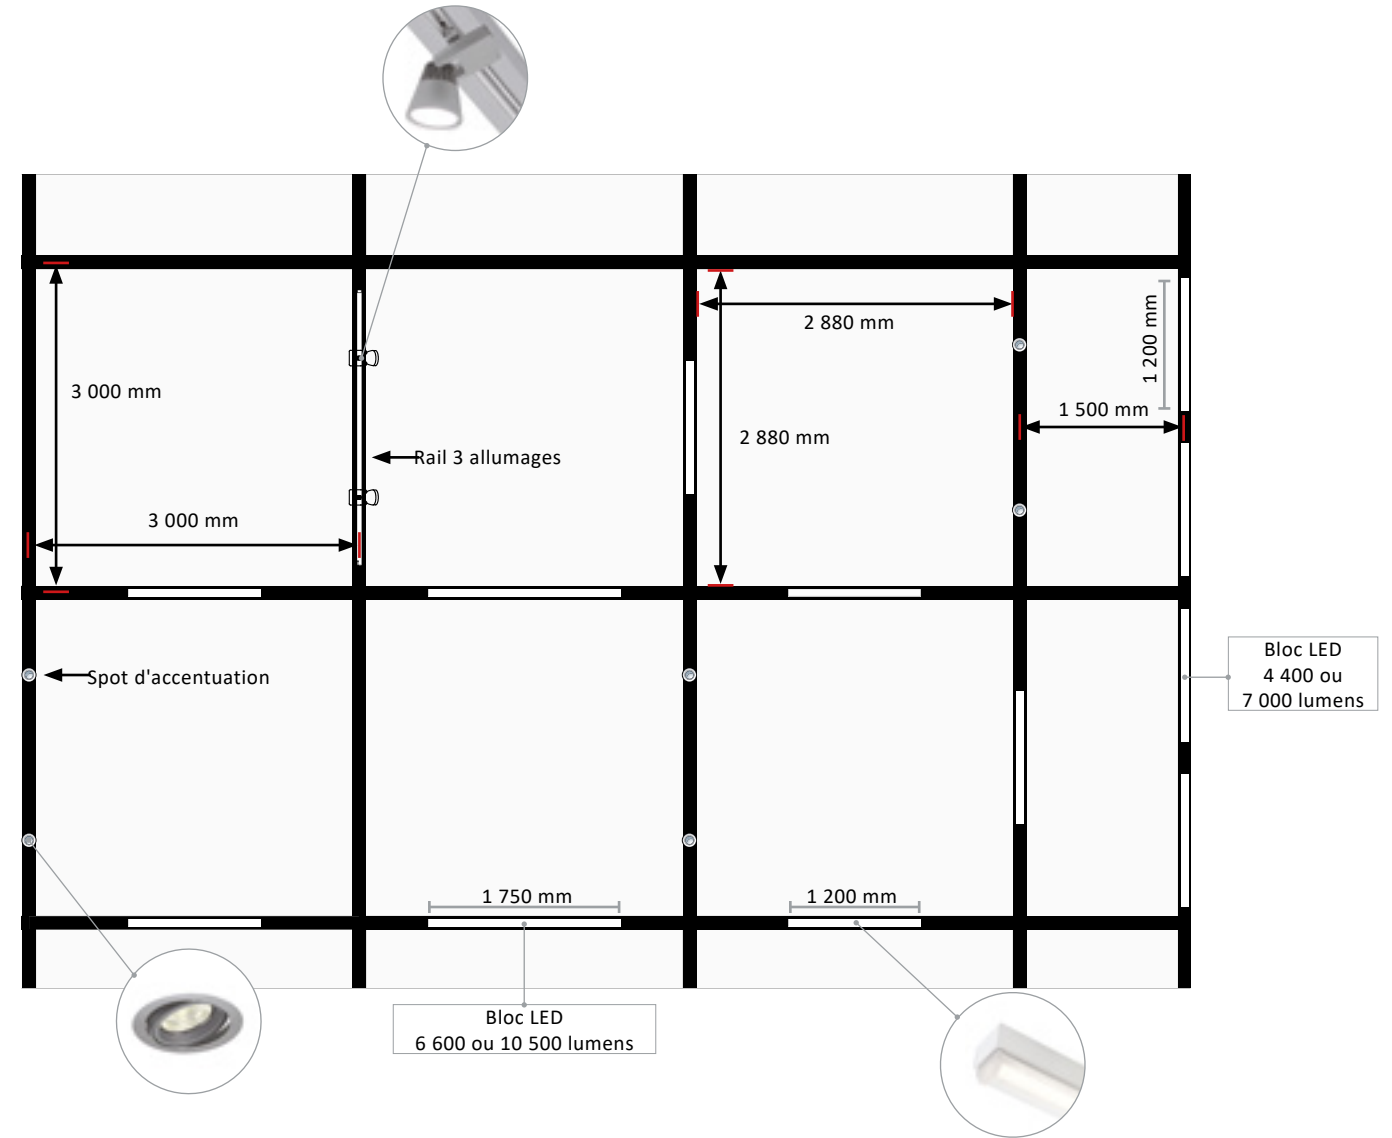 2 880 mm
1 200 mm
3 000 mm
1 500 mm
2 880 mm
Rail 3 allumages
3 000 mm
Spot d'accentuation
Bloc LED
4 400 ou
7 000 lumens
1 750 mm
1 200 mm
Bloc LED
6 600 ou 10 500 lumens